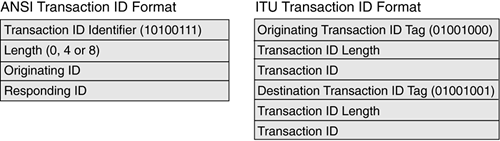 ANSI Transaction ID Format
Transaction ID Identifier (10100111)
Length (0, 4 or 8)
Originating ID
Responding ID
ITU Transaction ID Format
Originating Transaction ID Tag (01001000)
Transaction ID Length
Transaction ID
Destination Transaction ID Tag (01001001)
Transaction ID Length
Transaction ID